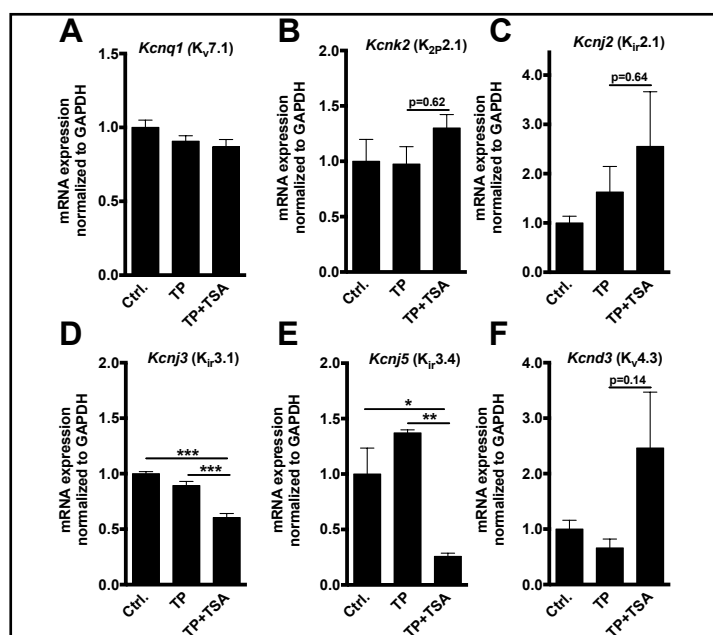 A
Kcnq1 (Kv7.1)
mRNA expression
normalized to GAPDH
1.5
1.0
0.5
0.0
Ctrl.
TP
TP+TSA
B
Kcnk2 (K2P2.1)
mRNA expression
normalized to GAPDH
2.0
1.5
1.0
0.5
0.0
p=0.62
Ctrl.
TP
TP+TSA
C
Kcnj2 (Kir2.1)
mRNA expression
normalized to GAPDH
4.0
3.0
2.0
1.0
0.0
p=0.64
Ctrl.
TP
TP+TSA
D
Kcnj3 (Kir3.1)
mRNA expression
normalized to GAPDH
2.0
1.5
1.0
0.5
0.0
***
***
Ctrl.
TP
TP+TSA
E
Kcnj5 (Kir3.4)
mRNA expression
normalized to GAPDH
2.0
1.5
1.0
0.5
0.0
*
**
Ctrl.
TP
TP+TSA
F
Kcnd3 (Kv4.3)
mRNA expression
normalized to GAPDH
4.0
3.0
2.0
1.0
0.0
p=0.14
Ctrl.
TP
TP+TSA